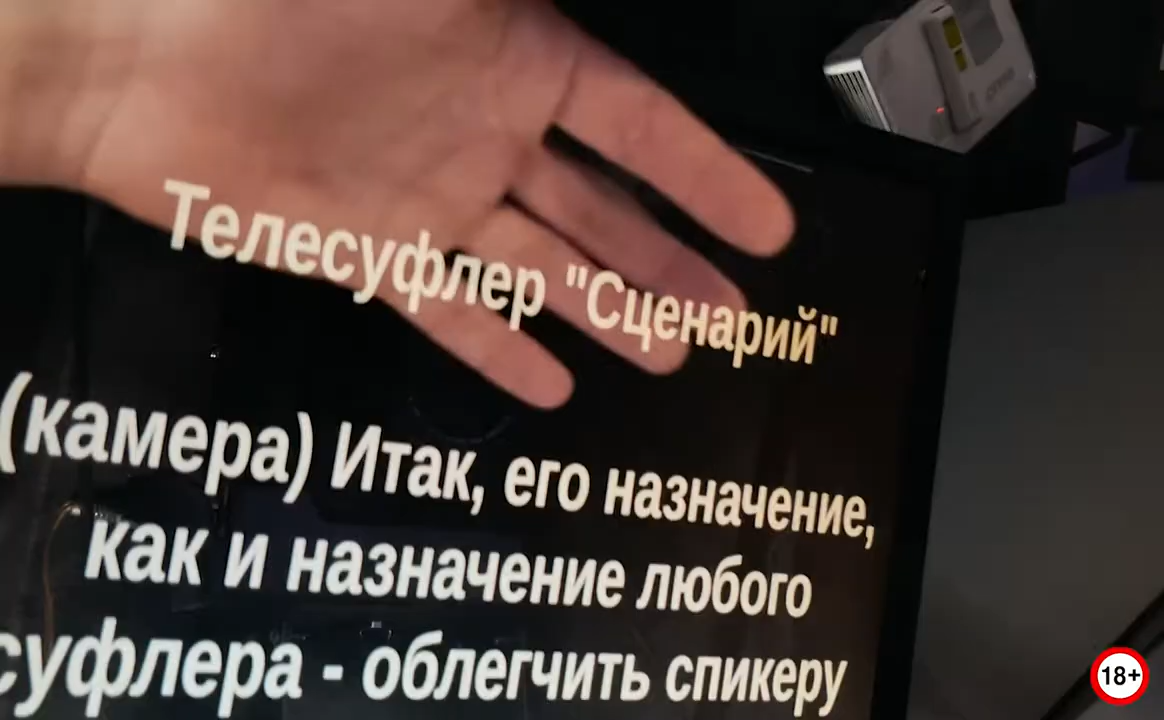 Телесуфлер "Сценарий"
(камера) Итак, его назначение,
как и назначение любого
суфлера - облегчить спикеру
18+